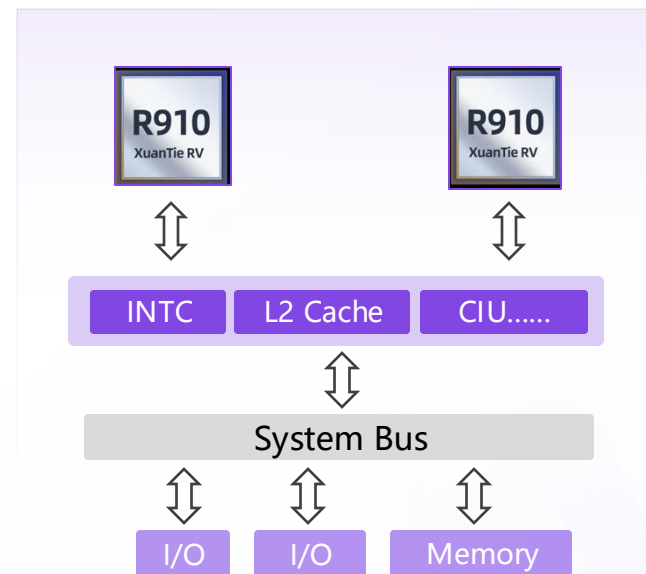 R910
XuanTie RV
R910
XuanTie RV
INTC
L2 Cache
CIU......
System Bus
I/O
I/O
Memory